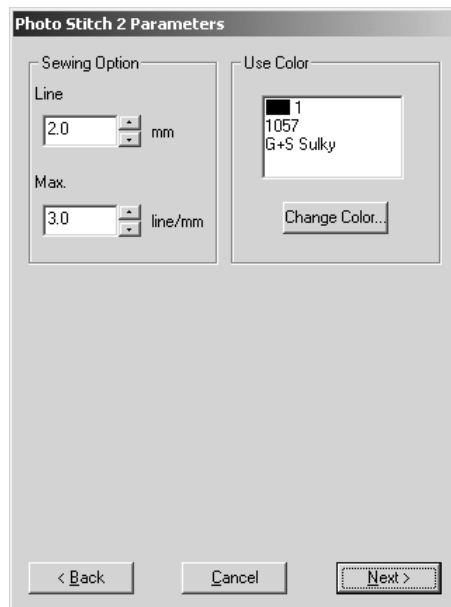 Photo Stitch 2 Parameters
Sewing Option
Line
2.0 mm
Max.
3.0 line/mm
Use Color
1
1057
G+S Sulky
Change Color...
< Back Cancel Next >